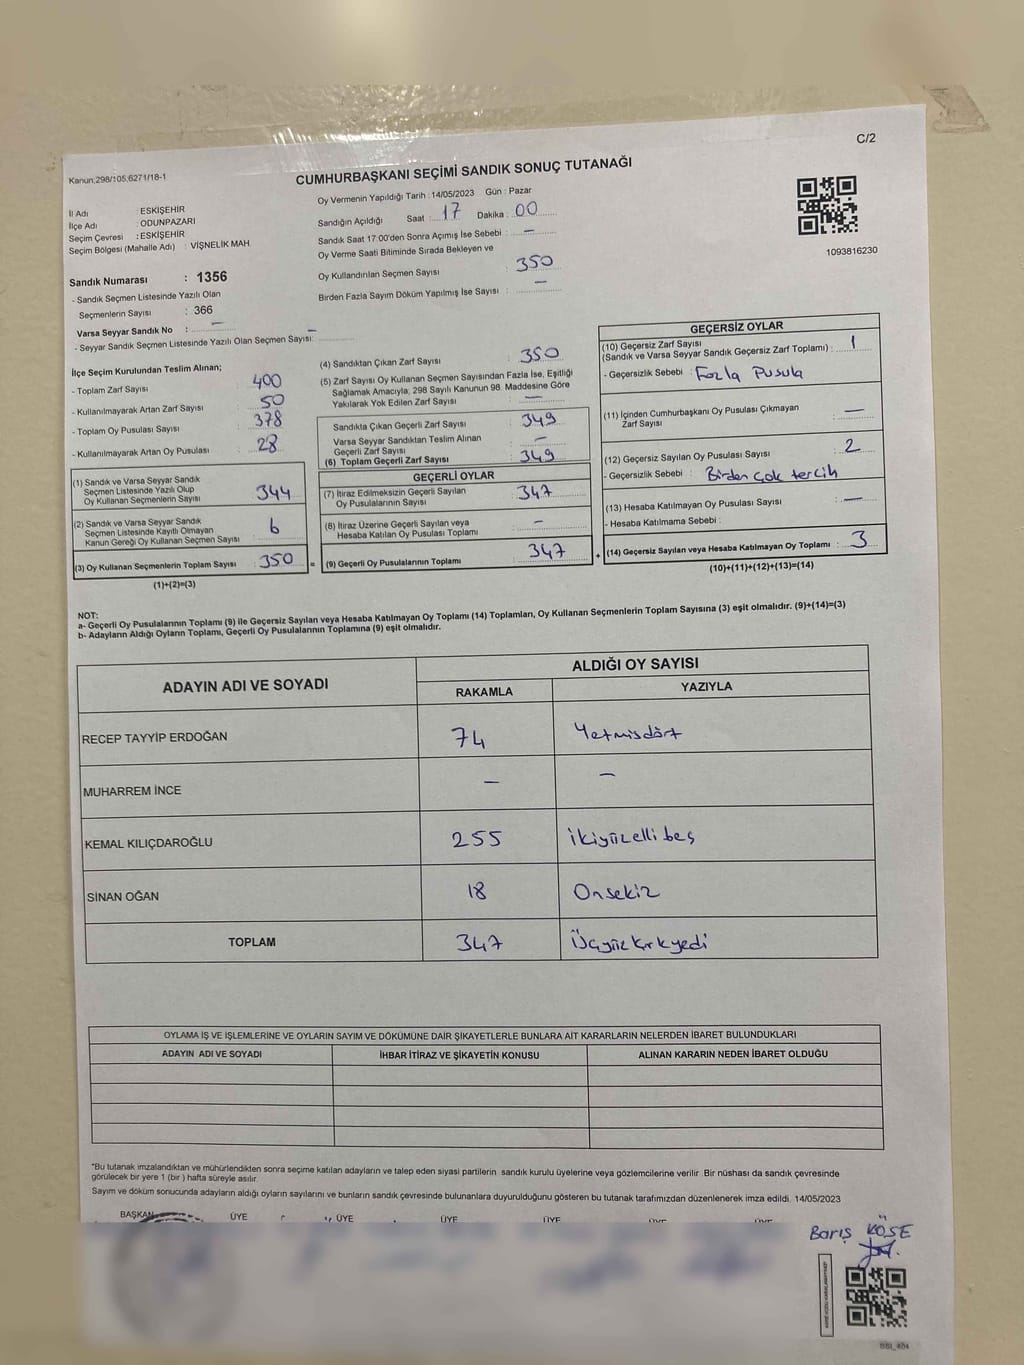 C/2
Kanun:298/105,6271/18-1
CUMHURBAŞKANI SEÇİMİ SANDIK SONUÇ TUTANAĞI
İl Adı : ESKİŞEHİR
İlçe Adı : ODUNPAZARI
Seçim Çevresi : ESKİŞEHİR
Seçim Bölgesi (Mahalle Adı) : VİŞNELİK MAH
Sandık Numarası : 1356
- Sandık Seçmen Listesinde Yazılı Olan
Seçmenlerin Sayısı : 366
Varsa Seyyar Sandık No : —
- Seyyar Sandık Seçmen Listesinde Yazılı Olan Seçmen Sayısı: —
Oy Vermenin Yapıldığı Tarih : 14/05/2023 Gün : Pazar
Sandığın Açıldığı Saat : 17 Dakika : 00
Sandık Saat 17:00'den Sonra Açımış İse Sebebi : —
Oy Verme Saati Bitiminde Sırada Bekleyen ve
Oy Kullandırılan Seçmen Sayısı : 350
Birden Fazla Sayım Döküm Yapılmış İse Sayısı : —
1093816230
İlçe Seçim Kurulundan Teslim Alınan;
- Toplam Zarf Sayısı : 400
- Kullanılmayarak Artan Zarf Sayısı : 50
- Toplam Oy Pusulası Sayısı : 378
- Kullanılmayarak Artan Oy Pusulası : 28
(1) Sandık ve Varsa Seyyar Sandık
Seçmen Listesinde Yazılı Olup
Oy Kullanan Seçmenlerin Sayısı : 344
(2) Sandık ve Varsa Seyyar Sandık
Seçmen Listesinde Kayıtlı Olmayan
Kanun Gereği Oy Kullanan Seçmen Sayısı : 6
(3) Oy Kullanan Seçmenlerin Toplam Sayısı : 350
(1)+(2)=(3)
(4) Sandıktan Çıkan Zarf Sayısı : 350
(5) Zarf Sayısı Oy Kullanan Seçmen Sayısından Fazla İse, Eşitliği
Sağlamak Amacıyla, 298 Sayılı Kanunun 98. Maddesine Göre
Yakılarak Yok Edilen Zarf Sayısı : —
Sandıkta Çıkan Geçerli Zarf Sayısı : 349
Varsa Seyyar Sandıktan Teslim Alınan
Geçerli Zarf Sayısı : —
(6) Toplam Geçerli Zarf Sayısı : 349
GEÇERLİ OYLAR
(7) İtiraz Edilmeksizin Geçerli Sayılan
Oy Pusulalarının Sayısı : 347
(8) İtiraz Üzerine Geçerli Sayılan veya
Hesaba Katılan Oy Pusulası Toplamı : —
= (9) Geçerli Oy Pusulalarının Toplamı : 347
GEÇERSİZ OYLAR
(10) Geçersiz Zarf Sayısı
(Sandık ve Varsa Seyyar Sandık Geçersiz Zarf Toplamı) : 1
- Geçersizlik Sebebi : Fazla Pusula
(11) İçinden Cumhurbaşkanı Oy Pusulası Çıkmayan
Zarf Sayısı : —
(12) Geçersiz Sayılan Oy Pusulası Sayısı : 2
- Geçersizlik Sebebi : Birden çok tercih
(13) Hesaba Katılmayan Oy Pusulası Sayısı : —
- Hesaba Katılmama Sebebi :
+ (14) Geçersiz Sayılan veya Hesaba Katılmayan Oy Toplamı : 3
(10)+(11)+(12)+(13)=(14)
NOT:
a- Geçerli Oy Pusulalarının Toplamı (9) ile Geçersiz Sayılan veya Hesaba Katılmayan Oy Toplamı (14) Toplamları, Oy Kullanan Seçmenlerin Toplam Sayısına (3) eşit olmalıdır. (9)+(14)=(3)
b- Adayların Aldığı Oyların Toplamı, Geçerli Oy Pusulalarının Toplamına (9) eşit olmalıdır.
ADAYIN ADI VE SOYADI ALDIĞI OY SAYISI
RAKAMLA YAZIYLA
RECEP TAYYİP ERDOĞAN 74 Yetmişdört
MUHARREM İNCE — —
KEMAL KILIÇDAROĞLU 255 ikiyüzelli beş
SİNAN OĞAN 18 Onsekiz
TOPLAM 347 Üçyüz kırkyedi
OYLAMA İŞ VE İŞLEMLERİNE VE OYLARIN SAYIM VE DÖKÜMÜNE DAİR ŞİKAYETLERLE BUNLARA AİT KARARLARIN NELERDEN İBARET BULUNDUKLARI
ADAYIN ADI VE SOYADI İHBAR İTİRAZ VE ŞİKAYETİN KONUSU ALINAN KARARIN NEDEN İBARET OLDUĞU
*Bu tutanak imzalandıktan ve mühürlendikten sonra seçime katılan adayların ve talep eden siyasi partilerin sandık kurulu üyelerine veya gözlemcilerine verilir. Bir nüshası da sandık çevresinde
görülecek bir yere 1 (bir) hafta süreyle asılır.
Sayım ve döküm sonucunda adayların aldığı oyların sayılarını ve bunların sandık çevresinde bulunanlara duyurulduğunu gösteren bu tutanak tarafımızdan düzenlenerek imza edildi. 14/05/2023
BAŞKAN ÜYE ÜYE ÜYE ÜYE ÜYE ÜYE
Barış KÖSE